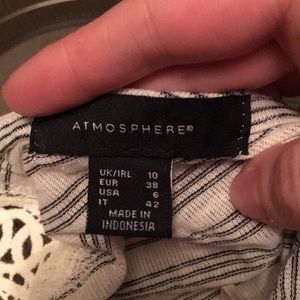 ATMOSPHERE®
UK/IRL 10
EUR 38
USA 6
IT 42
MADE IN
INDONESIA